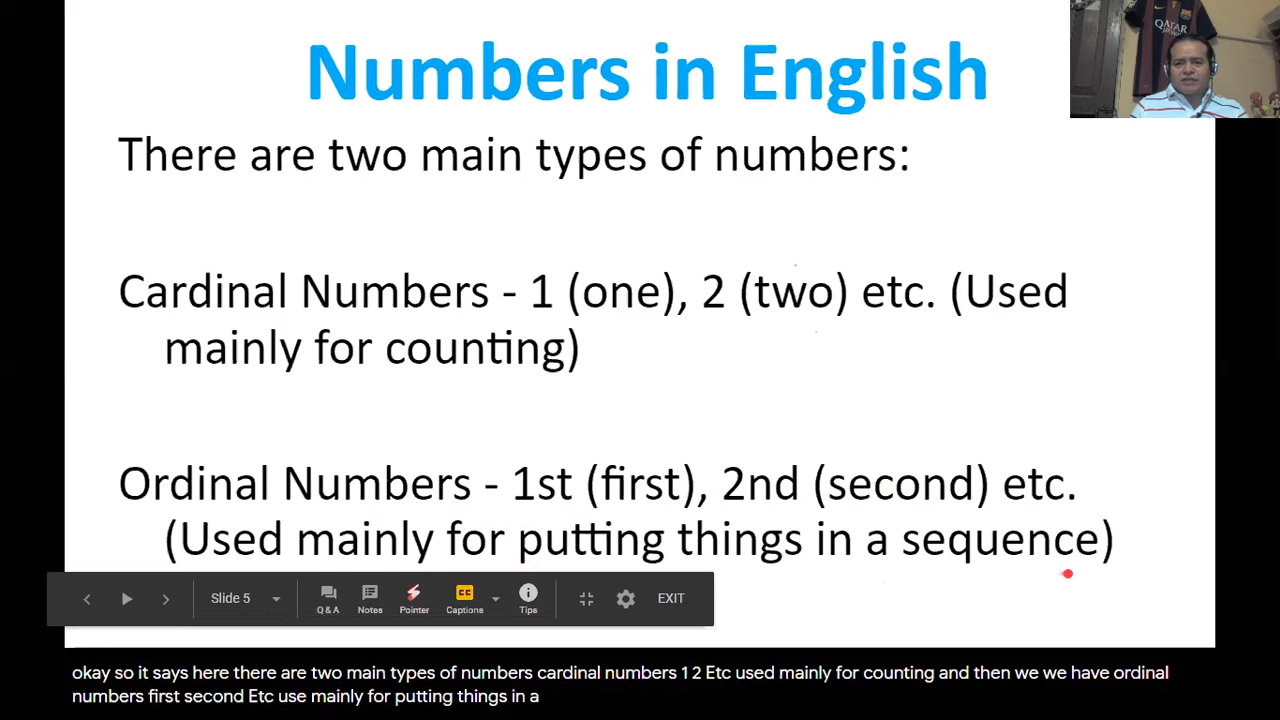 Numbers in English
QATAR
There are two main types of numbers:
Cardinal Numbers - 1 (one), 2 (two) etc. (Used
mainly for counting)
Ordinal Numbers - 1st (first), 2nd (second) etc.
(Used mainly for putting things in a sequence)
Slide 5
Q&A
Notes
Pointer
CC
Captions
Tips
EXIT
okay so it says here there are two main types of numbers cardinal numbers 1 2 Etc used mainly for counting and then we we have ordinal
numbers first second Etc use mainly for putting things in a